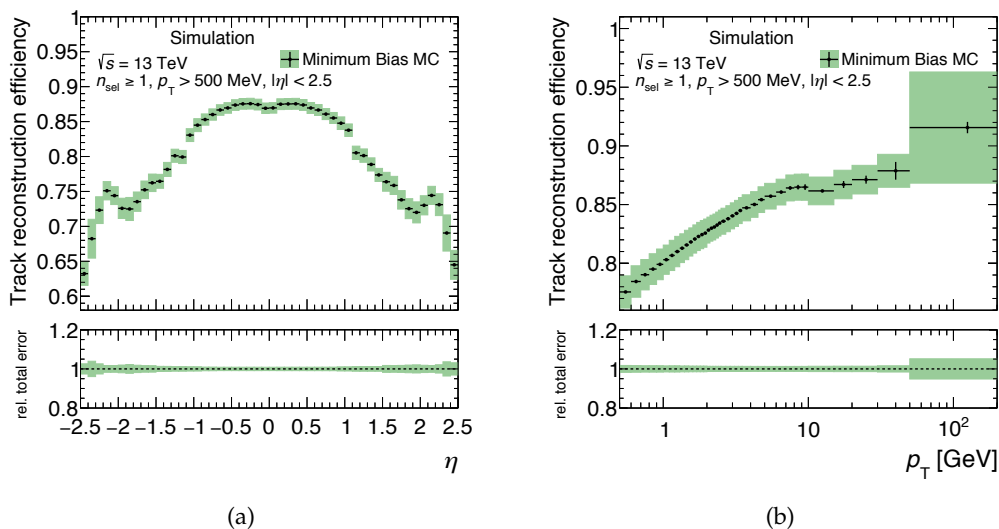 Track reconstruction efficiency
1
0.95
0.9
0.85
0.8
0.75
0.7
0.65
0.6
Simulation
√s = 13 TeV
Minimum Bias MC
n_sel ≥ 1, p_T > 500 MeV, |η| < 2.5
rel. total error
1.2
1
0.8
−2.5 −2 −1.5 −1 −0.5 0 0.5 1 1.5 2 2.5
η
(a)
Track reconstruction efficiency
1
0.95
0.9
0.85
0.8
Simulation
√s = 13 TeV
Minimum Bias MC
n_sel ≥ 1, p_T > 500 MeV, |η| < 2.5
rel. total error
1.2
1
0.8
1 10 10²
p_T [GeV]
(b)